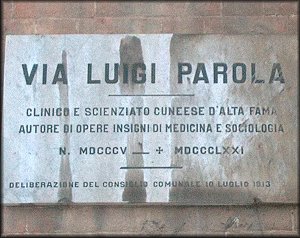 VIA LUIGI PAROLA
CLINICO E SCIENZIATO CUNEESE D'ALTA FAMA
AUTORE DI OPERE INSIGNI DI MEDICINA E SOCIOLOGIA
N. MDCCCV — ✝ MDCCCLXXI
DELIBERAZIONE DEL CONSIGLIO COMUNALE 10 LUGLIO 1913